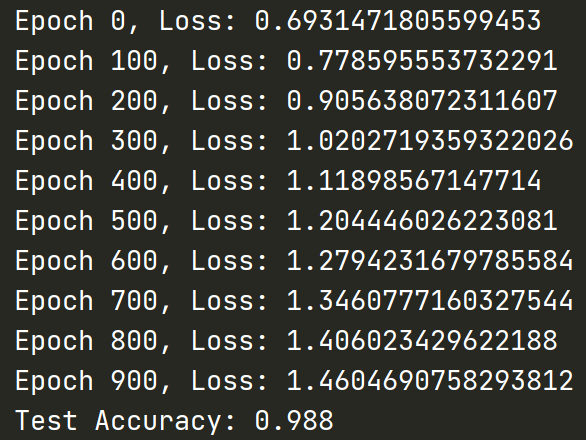 Epoch 0, Loss: 0.6931471805599453
Epoch 100, Loss: 0.778595553732291
Epoch 200, Loss: 0.905638072311607
Epoch 300, Loss: 1.0202719359322026
Epoch 400, Loss: 1.11898567147714
Epoch 500, Loss: 1.204446026223081
Epoch 600, Loss: 1.2794231679785584
Epoch 700, Loss: 1.3460777160327544
Epoch 800, Loss: 1.406023429622188
Epoch 900, Loss: 1.4604690758293812
Test Accuracy: 0.988